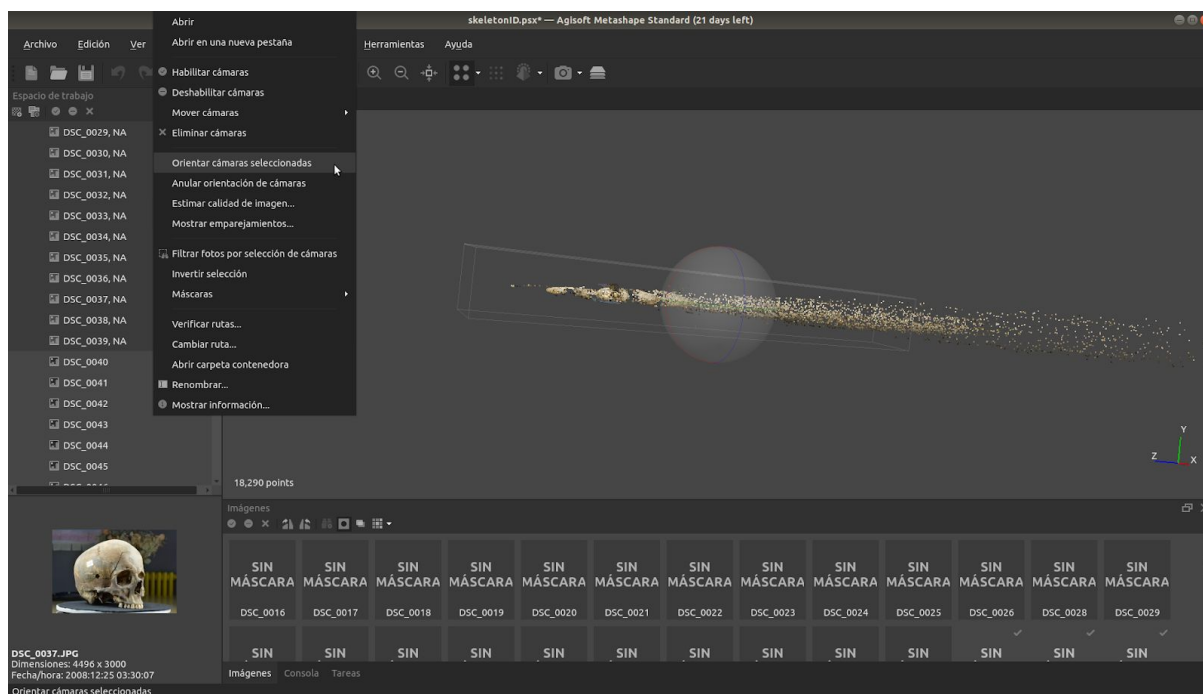 skeletonID.psx* — Agisoft Metashape Standard (21 days left)
Archivo Edición Ver Herramientas Ayuda
Espacio de trabajo
DSC_0029, NA
DSC_0030, NA
DSC_0031, NA
DSC_0032, NA
DSC_0033, NA
DSC_0034, NA
DSC_0035, NA
DSC_0036, NA
DSC_0037, NA
DSC_0038, NA
DSC_0039, NA
DSC_0040
DSC_0041
DSC_0042
DSC_0043
DSC_0044
DSC_0045
Abrir
Abrir en una nueva pestaña
Habilitar cámaras
Deshabilitar cámaras
Mover cámaras
Eliminar cámaras
Orientar cámaras seleccionadas
Anular orientación de cámaras
Estimar calidad de imagen...
Mostrar emparejamientos...
Filtrar fotos por selección de cámaras
Invertir selección
Máscaras
Verificar rutas...
Cambiar ruta...
Abrir carpeta contenedora
Renombrar...
Mostrar información...
Y
Z X
18,290 points
Imágenes
SIN MÁSCARA SIN MÁSCARA SIN MÁSCARA SIN MÁSCARA SIN MÁSCARA SIN MÁSCARA SIN MÁSCARA SIN MÁSCARA SIN MÁSCARA SIN MÁSCARA SIN MÁSCARA SIN MÁSCARA SIN MÁSCARA
DSC_0016 DSC_0017 DSC_0018 DSC_0019 DSC_0020 DSC_0021 DSC_0022 DSC_0023 DSC_0024 DSC_0025 DSC_0026 DSC_0028 DSC_0029
SIN SIN SIN SIN SIN SIN SIN SIN SIN SIN SIN SIN SIN
DSC_0037.JPG
Dimensiones: 4496 x 3000
Fecha/hora: 2008:12:25 03:30:07
Imágenes Consola Tareas
Orientar cámaras seleccionadas